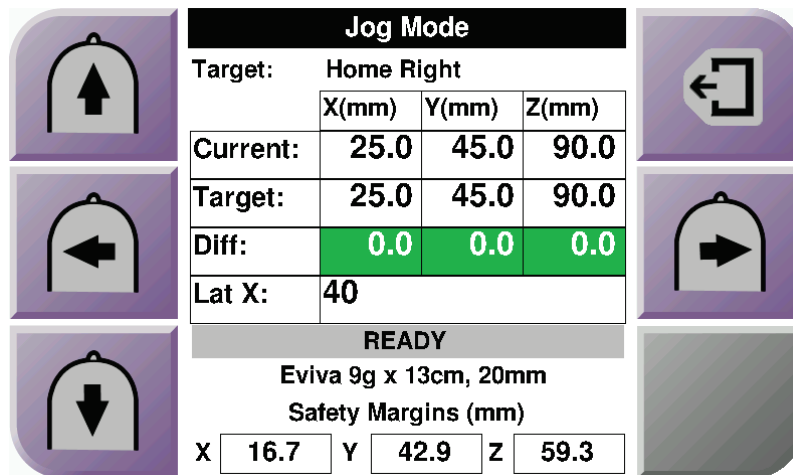 Jog Mode
Target: Home Right
X(mm) Y(mm) Z(mm)
Current: 25.0 45.0 90.0
Target: 25.0 45.0 90.0
Diff: 0.0 0.0 0.0
Lat X: 40
READY
Eviva 9g x 13cm, 20mm
Safety Margins (mm)
X 16.7 Y 42.9 Z 59.3